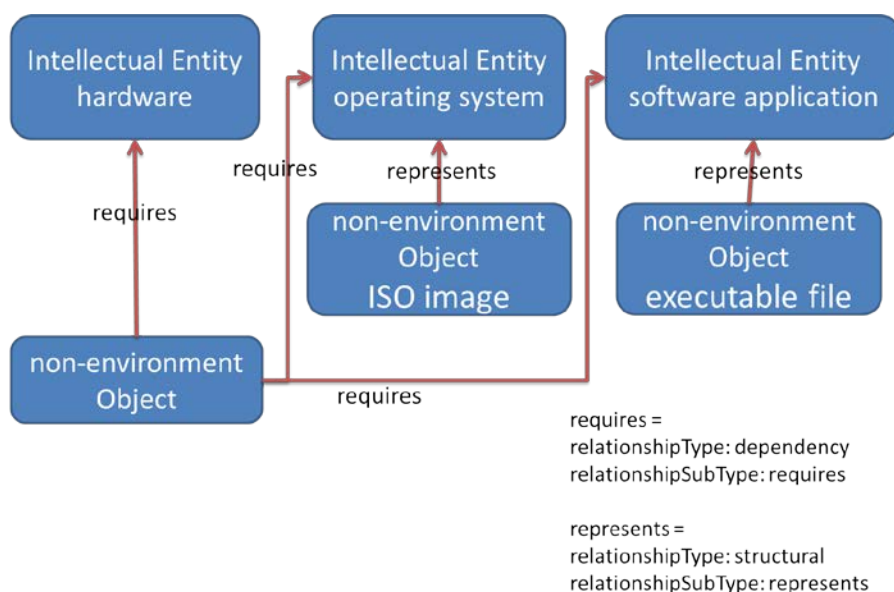 Intellectual Entity
hardware
Intellectual Entity
operating system
Intellectual Entity
software application
requires
requires
represents
represents
non-environment
Object
ISO image
non-environment
Object
executable file
non-environment
Object
requires
requires =
relationshipType: dependency
relationshipSubType: requires
represents =
relationshipType: structural
relationshipSubType: represents